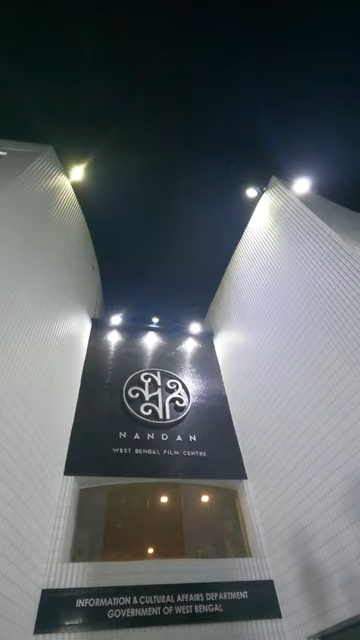 NANDAN
WEST BENGAL FILM CENTRE
INFORMATION & CULTURAL AFFAIRS DEPARTMENT
GOVERNMENT OF WEST BENGAL